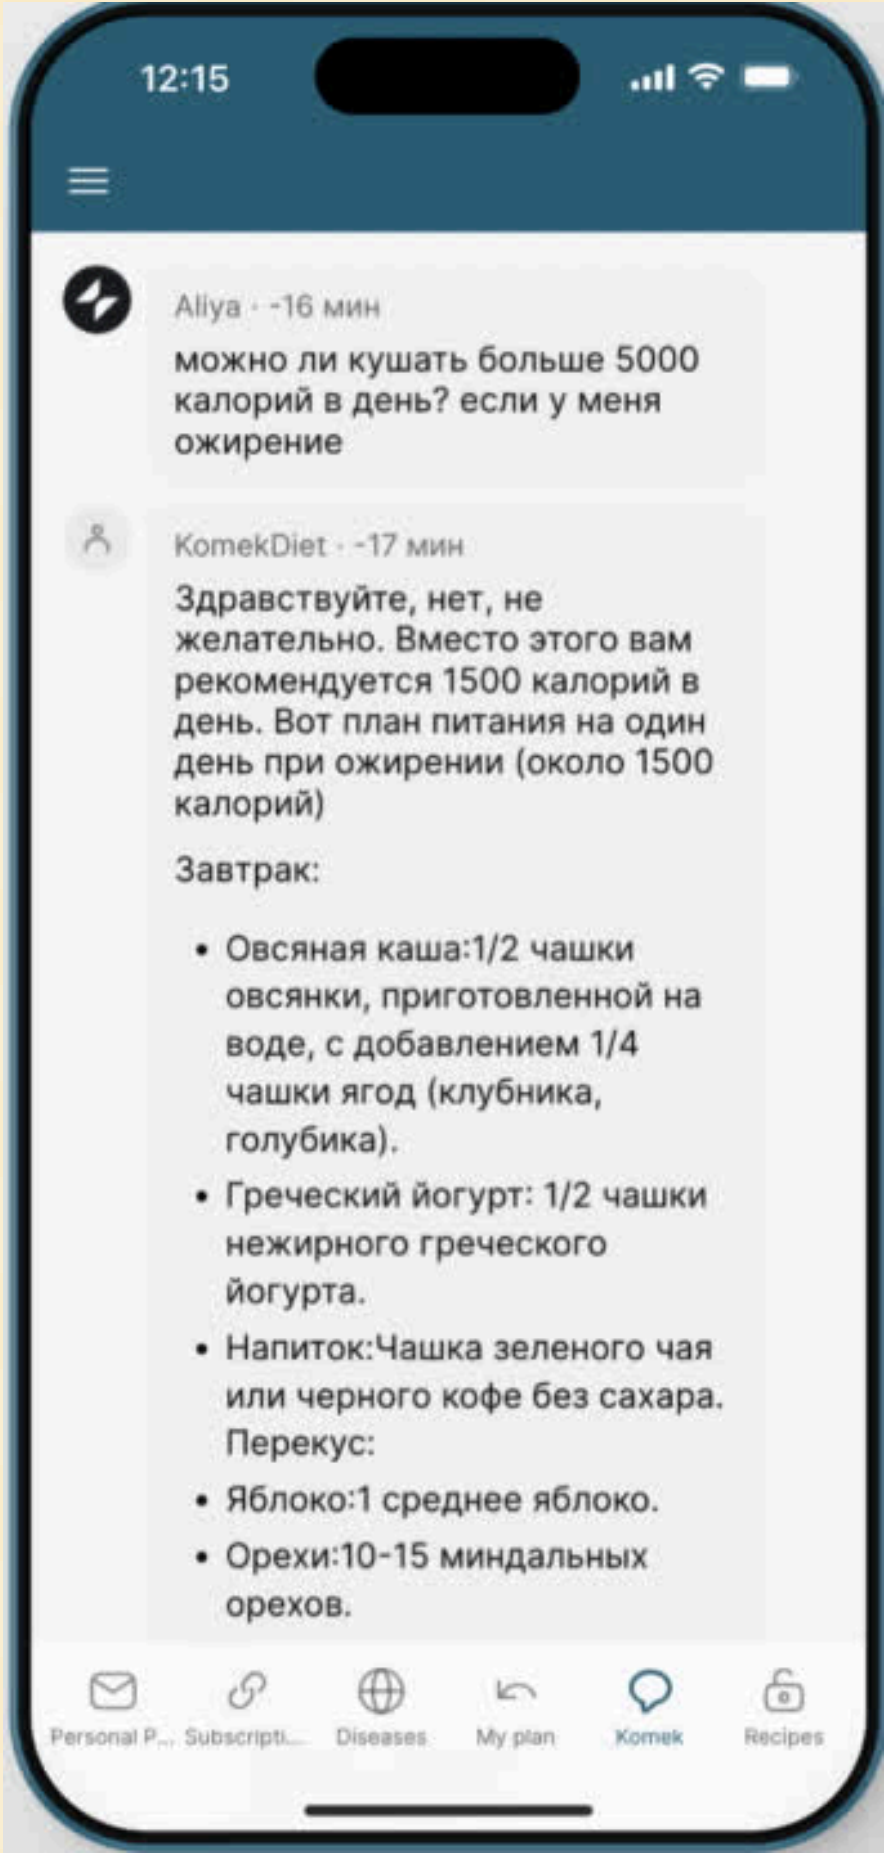 12:15
Aliya · -16 мин
можно ли кушать больше 5000
калорий в день? если у меня
ожирение
KomekDiet · -17 мин
Здравствуйте, нет, не
желательно. Вместо этого вам
рекомендуется 1500 калорий в
день. Вот план питания на один
день при ожирении (около 1500
калорий)
Завтрак:
• Овсяная каша:1/2 чашки
овсянки, приготовленной на
воде, с добавлением 1/4
чашки ягод (клубника,
голубика).
• Греческий йогурт: 1/2 чашки
нежирного греческого
йогурта.
• Напиток:Чашка зеленого чая
или черного кофе без сахара.
Перекус:
• Яблоко:1 среднее яблоко.
• Орехи:10-15 миндальных
орехов.
Personal P... Subscripti... Diseases My plan Komek Recipes